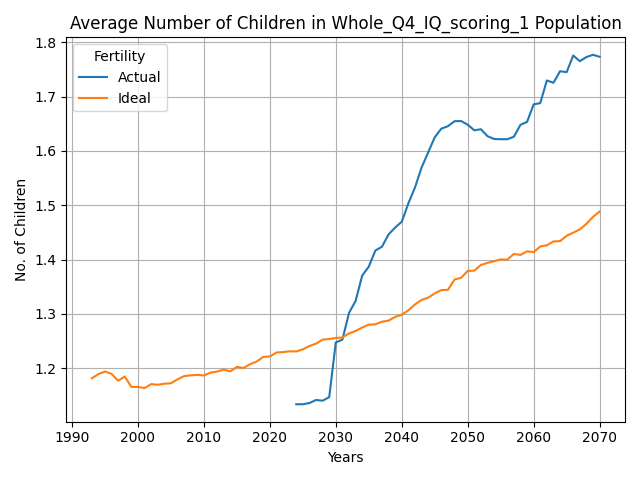 Average Number of Children in Whole_Q4_IQ_scoring_1 Population
Fertility
Actual
Ideal
No. of Children
1.8
1.7
1.6
1.5
1.4
1.3
1.2
1990 2000 2010 2020 2030 2040 2050 2060 2070
Years